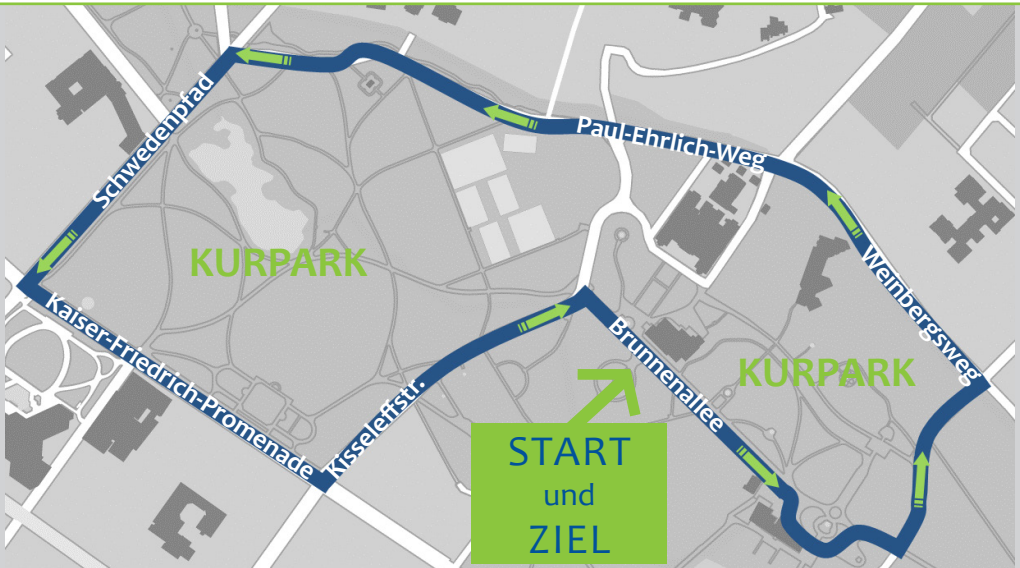 Paul-Ehrlich-Weg
Schwedenpfad
KURPARK
Weinbergsweg
Kaiser-Friedrich-Promenade
Brunnenallee
KURPARK
Kisseleffstr.
START
und
ZIEL